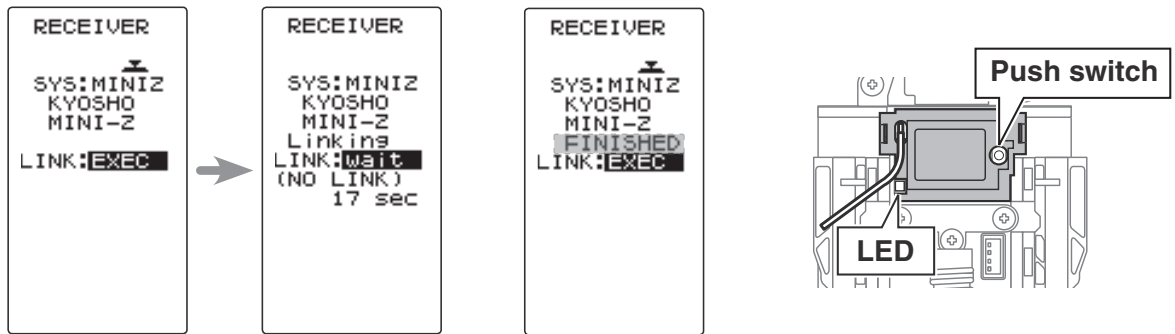 RECEIVER
SYS:MINIZ
KYOSHO
MINI-Z
LINK:EXEC
RECEIVER
SYS:MINIZ
KYOSHO
MINI-Z
Linking
LINK:wait
(NO LINK)
17 sec
RECEIVER
SYS:MINIZ
KYOSHO
MINI-Z
FINISHED
LINK:EXEC
Push switch
LED